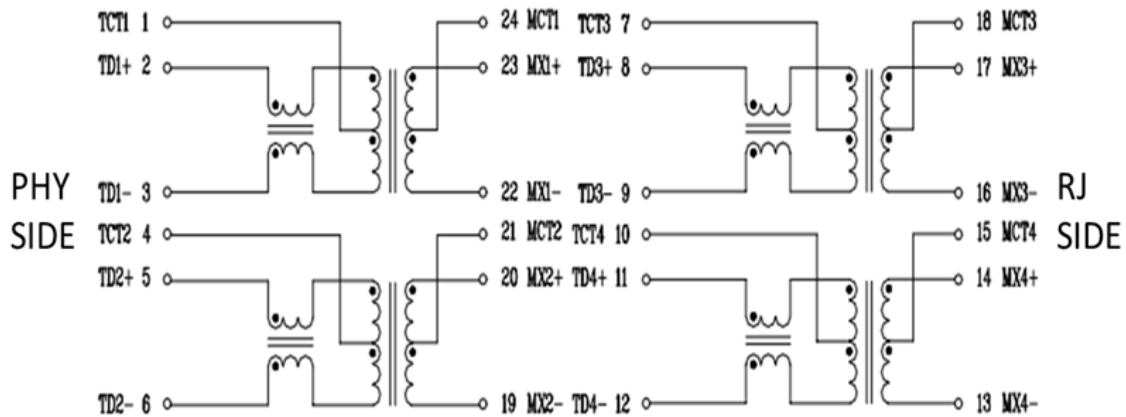 TCT1 1 24 MCT1 TCT3 7 18 MCT3
TD1+ 2 23 MX1+ TD3+ 8 17 MX3+
PHY SIDE
RJ SIDE
TD1- 3 22 MX1- TD3- 9 16 MX3-
TCT2 4 21 MCT2 TCT4 10 15 MCT4
TD2+ 5 20 MX2+ TD4+ 11 14 MX4+
TD2- 6 19 MX2- TD4- 12 13 MX4-